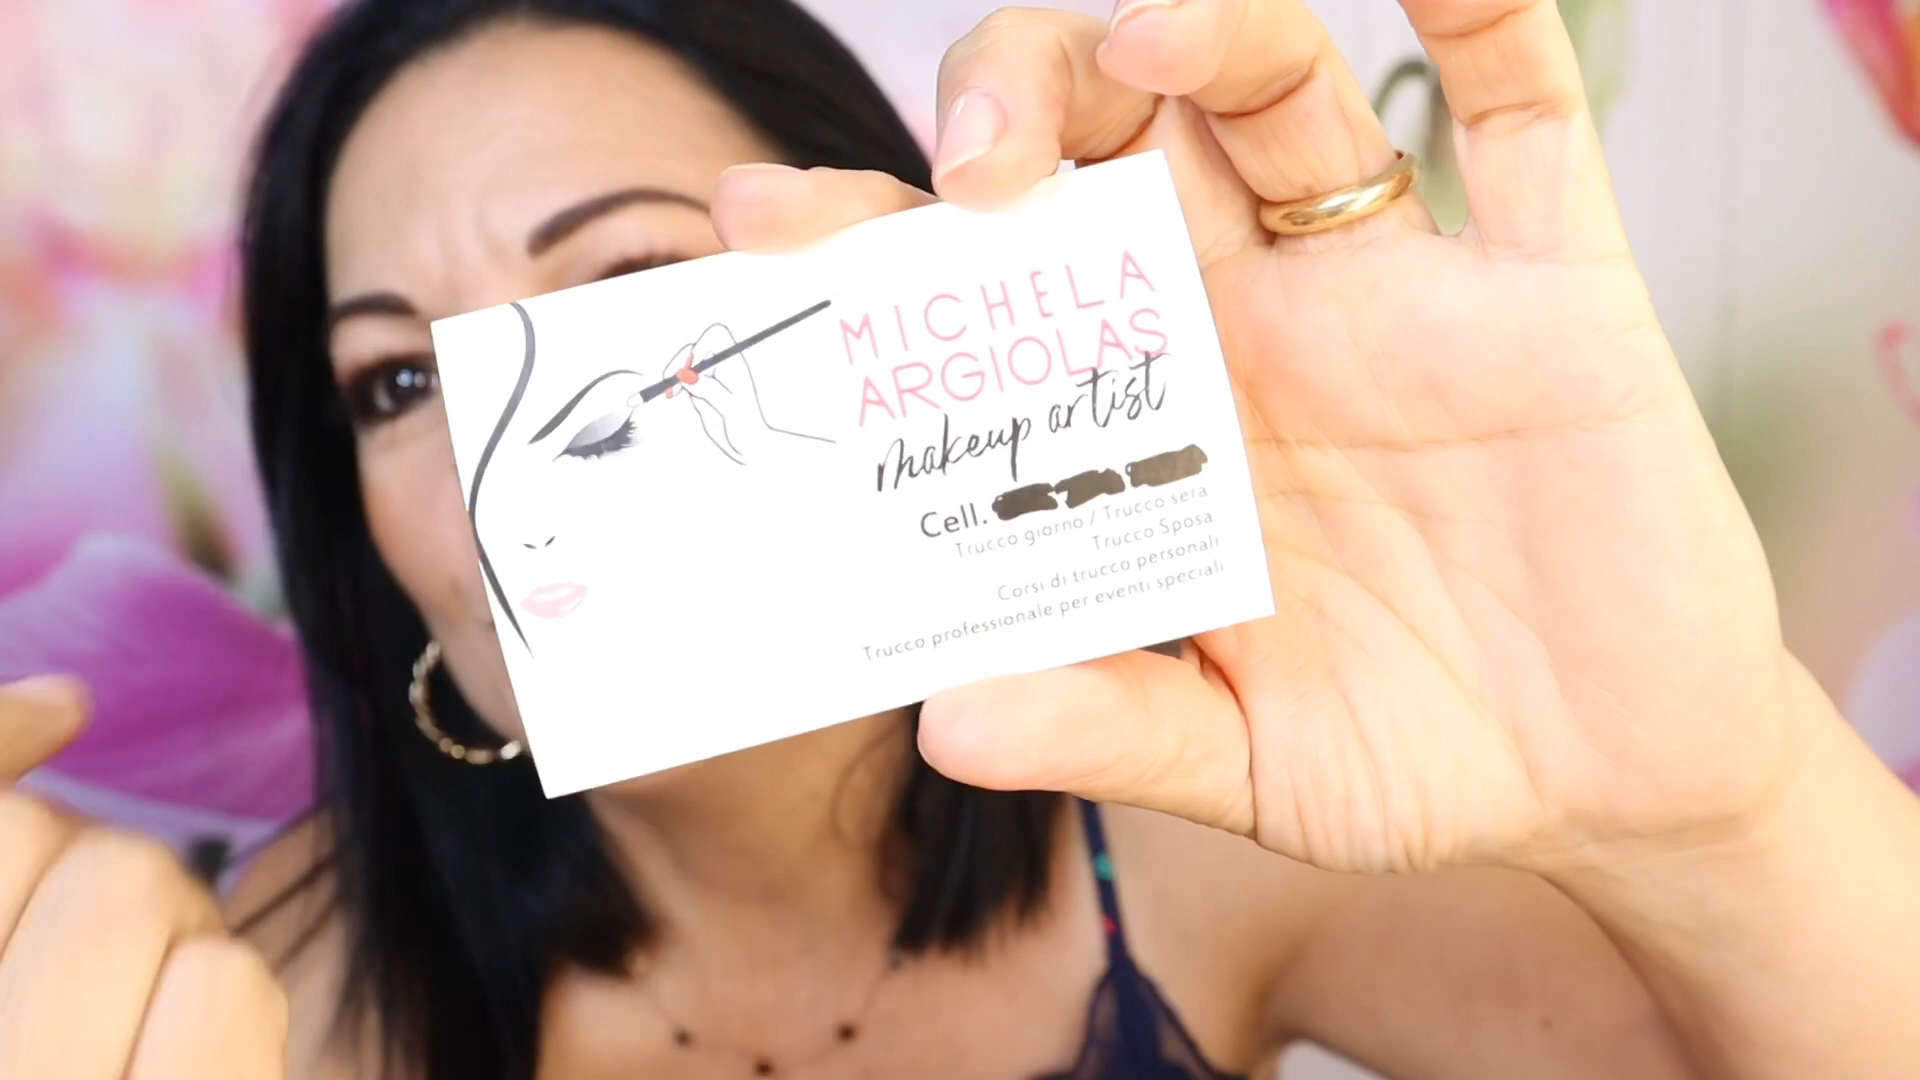 MICHELA
ARGIOLAS
makeup artist
Cell.
Trucco giorno / Trucco sera
Trucco Sposa
Corsi di trucco personali
Trucco professionale per eventi speciali